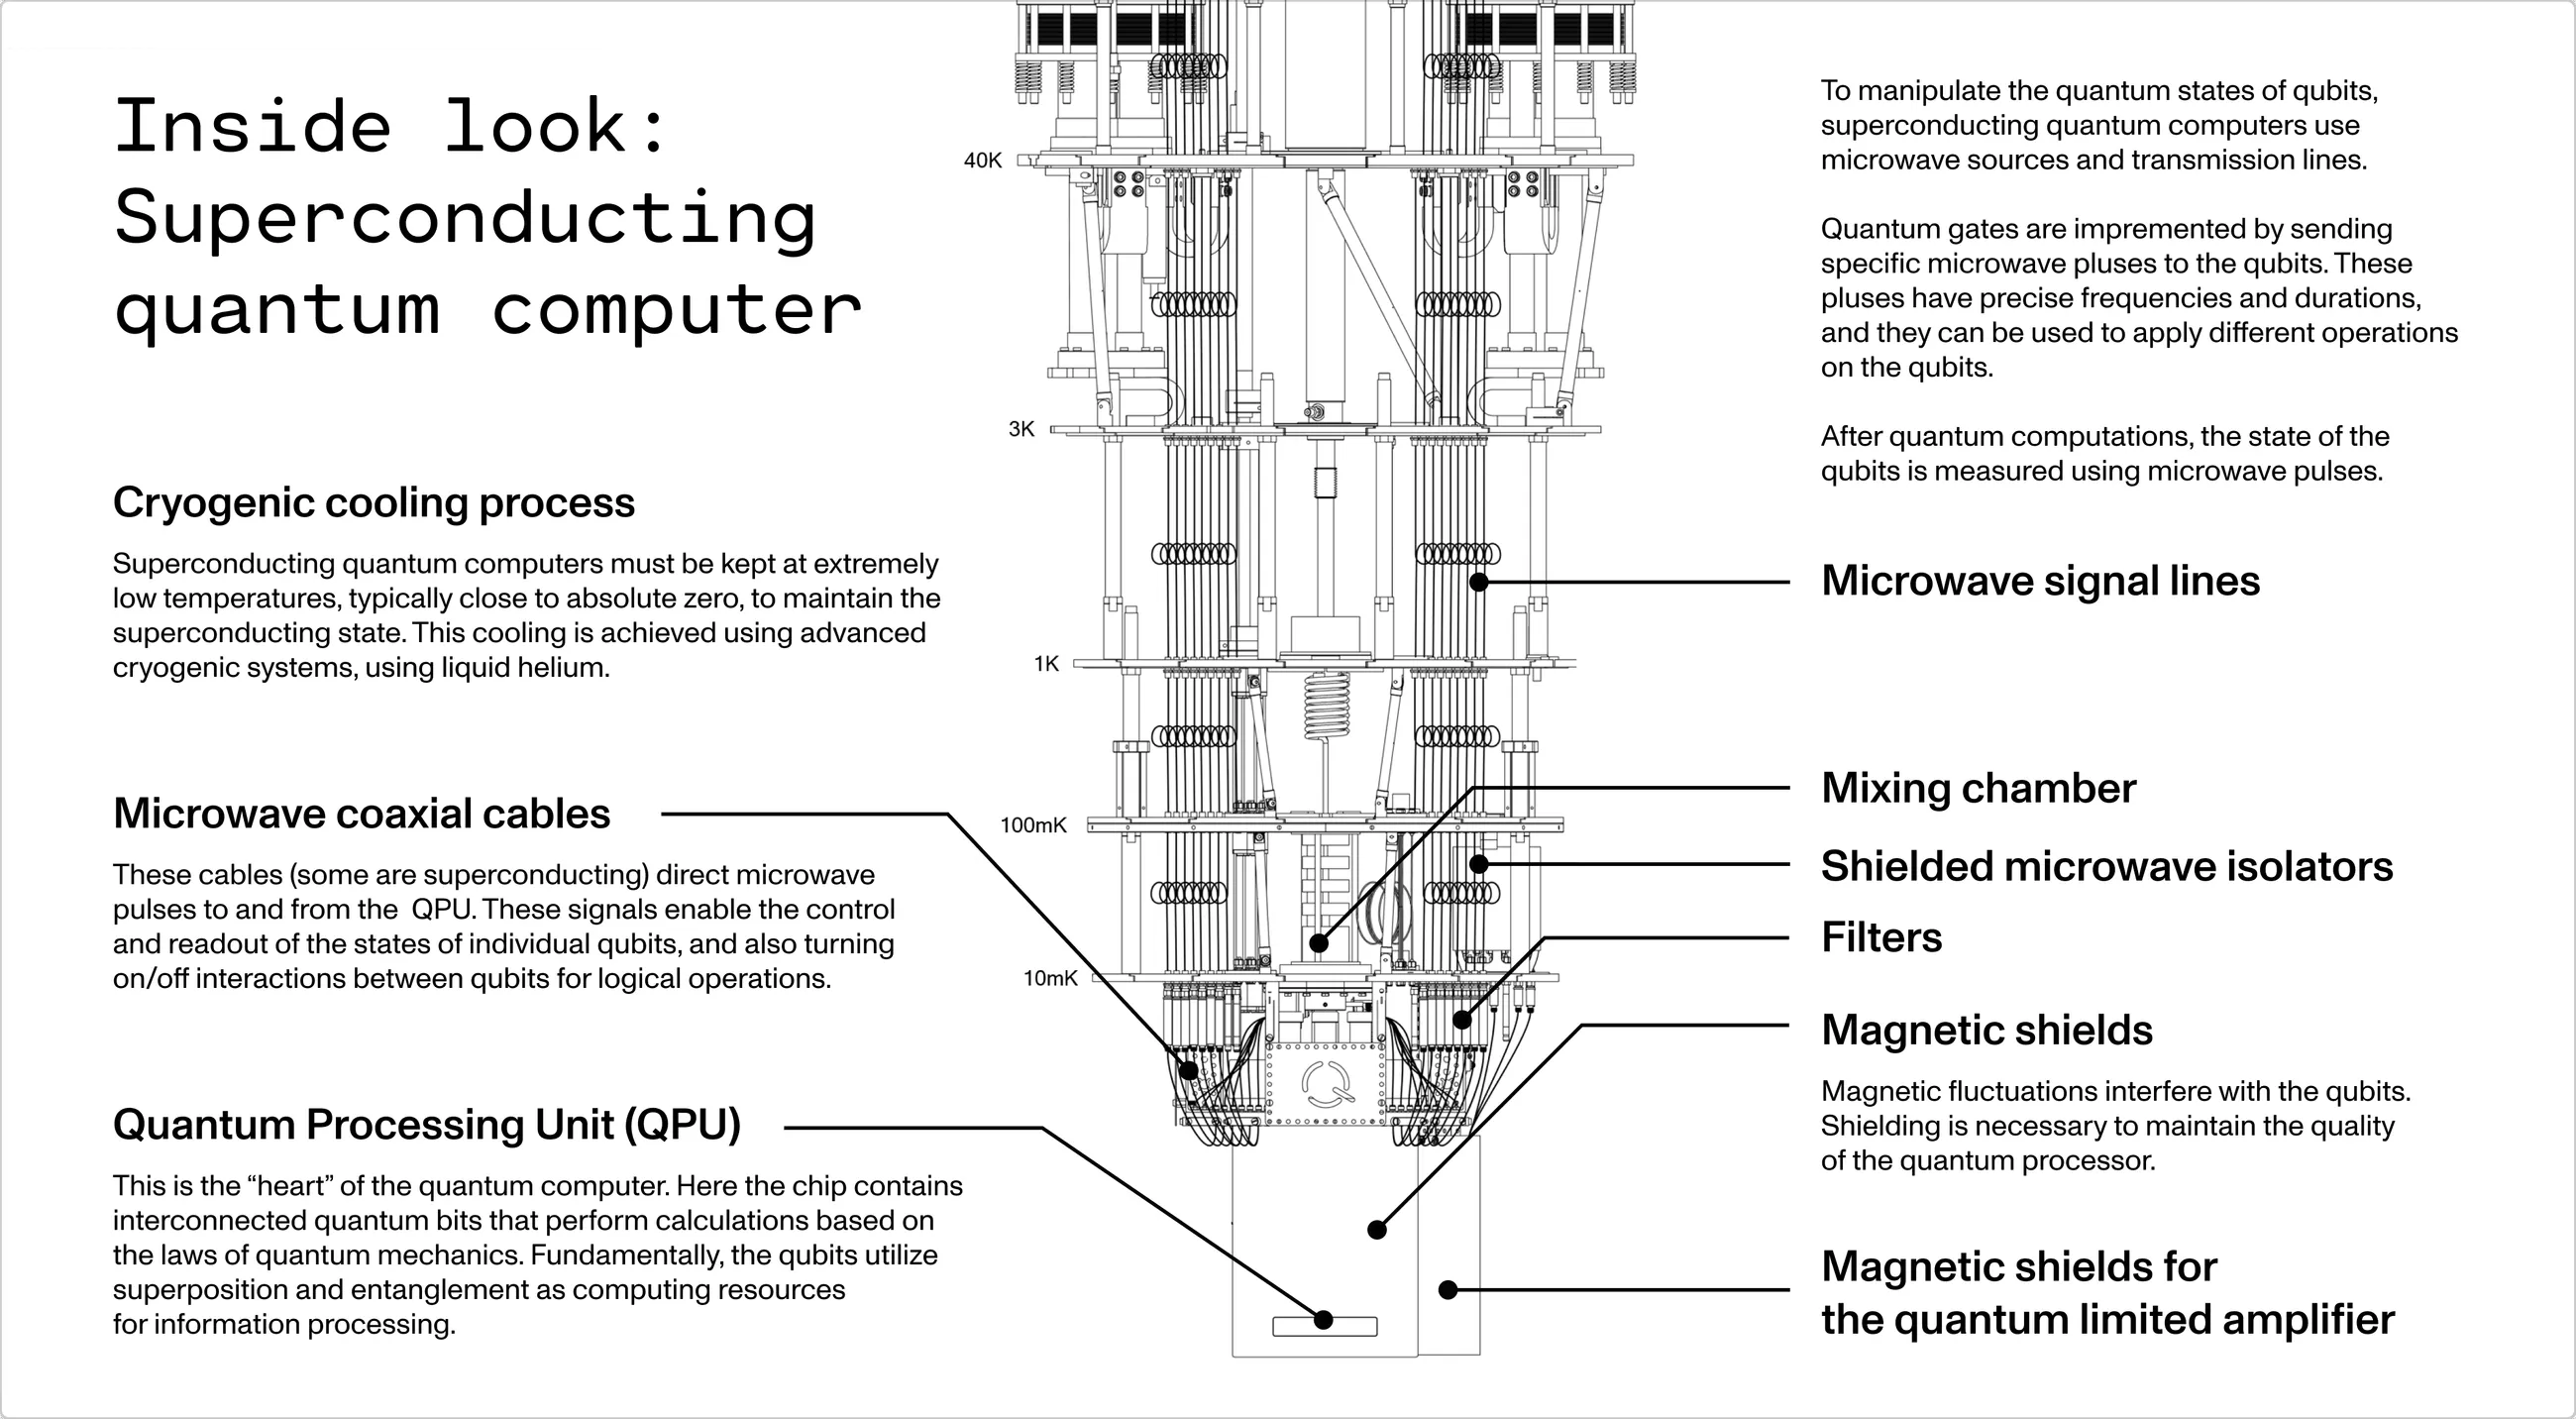 Inside look:
Superconducting
quantum computer
Cryogenic cooling process
Superconducting quantum computers must be kept at extremely
low temperatures, typically close to absolute zero, to maintain the
superconducting state. This cooling is achieved using advanced
cryogenic systems, using liquid helium.
Microwave coaxial cables
These cables (some are superconducting) direct microwave
pulses to and from the  QPU. These signals enable the control
and readout of the states of individual qubits, and also turning
on/off interactions between qubits for logical operations.
Quantum Processing Unit (QPU)
This is the “heart” of the quantum computer. Here the chip contains
interconnected quantum bits that perform calculations based on
the laws of quantum mechanics. Fundamentally, the qubits utilize
superposition and entanglement as computing resources
for information processing.
40K
3K
1K
100mK
10mK
To manipulate the quantum states of qubits,
superconducting quantum computers use
microwave sources and transmission lines.
Quantum gates are impremented by sending
specific microwave pluses to the qubits. These
pluses have precise frequencies and durations,
and they can be used to apply different operations
on the qubits.
After quantum computations, the state of the
qubits is measured using microwave pulses.
Microwave signal lines
Mixing chamber
Shielded microwave isolators
Filters
Magnetic shields
Magnetic fluctuations interfere with the qubits.
Shielding is necessary to maintain the quality
of the quantum processor.
Magnetic shields for
the quantum limited amplifier